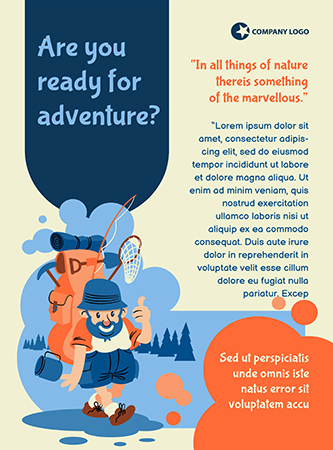 Are you
ready for
adventure?
COMPANY LOGO
"In all things of nature
thereis something
of the marvellous."
"Lorem ipsum dolor sit
amet, consectetur adipis-
cing elit, sed do eiusmod
tempor incididunt ut labore
et dolore magna aliqua. Ut
enim ad minim veniam, quis
nostrud exercitation
ullamco laboris nisi ut
aliquip ex ea commodo
consequat. Duis aute irure
dolor in reprehenderit in
voluptate velit esse cillum
dolore eu fugiat nulla
pariatur. Excep
Sed ut perspiciatis
unde omnis iste
natus error sit
voluptatem accu